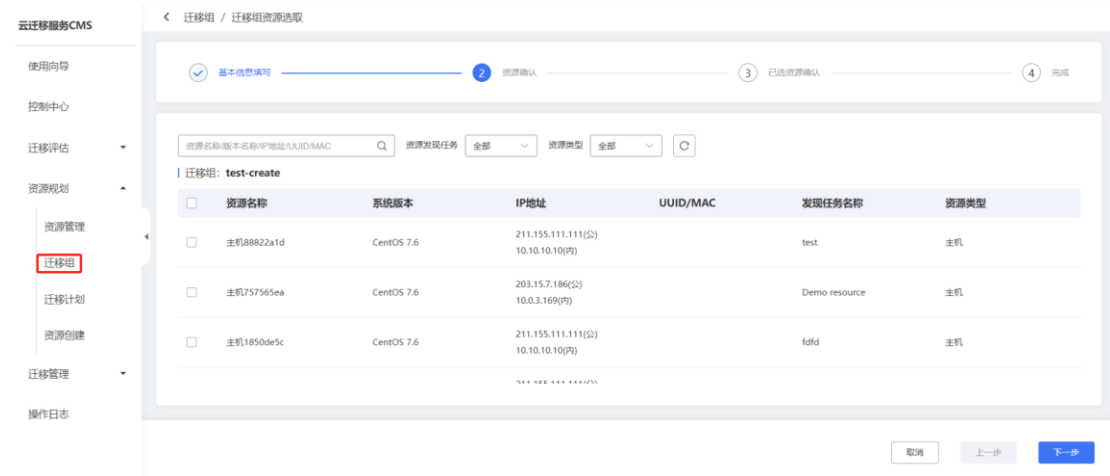 云迁移服务CMS
迁移组 / 迁移组资源选取
使用向导
控制中心
迁移评估
资源规划
资源管理
迁移组
迁移计划
资源创建
迁移管理
操作日志
基本信息填写
2 资源确认
3 已选资源确认
4 完成
资源名称/版本名称/IP地址/UUID/MAC 资源发现任务 全部 资源类型 全部
迁移组: test-create
资源名称 系统版本 IP地址 UUID/MAC 发现任务名称 资源类型
主机88822a1d CentOS 7.6 211.155.111.111(公) test 主机
10.10.10.10(内)
主机757565ea CentOS 7.6 203.15.7.186(公) Demo resource 主机
10.0.3.169(内)
主机1850de5c CentOS 7.6 211.155.111.111(公) fdfd 主机
10.10.10.10(内)
取消 上一步 下一步